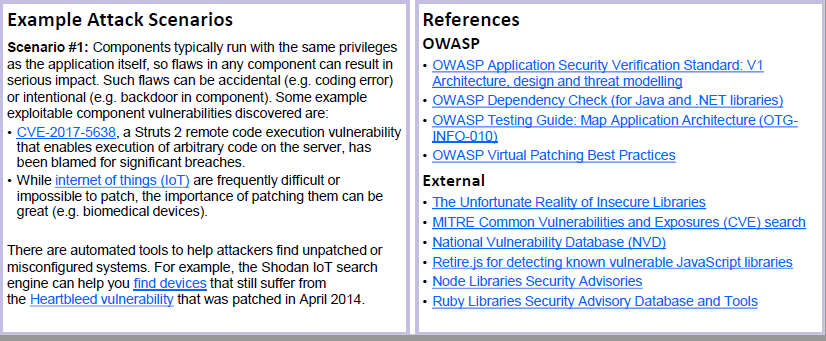 Example Attack Scenarios
Scenario #1: Components typically run with the same privileges
as the application itself, so flaws in any component can result in
serious impact. Such flaws can be accidental (e.g. coding error)
or intentional (e.g. backdoor in component). Some example
exploitable component vulnerabilities discovered are:
• CVE-2017-5638, a Struts 2 remote code execution vulnerability
that enables execution of arbitrary code on the server, has
been blamed for significant breaches.
• While internet of things (IoT) are frequently difficult or
impossible to patch, the importance of patching them can be
great (e.g. biomedical devices).
There are automated tools to help attackers find unpatched or
misconfigured systems. For example, the Shodan IoT search
engine can help you find devices that still suffer from
the Heartbleed vulnerability that was patched in April 2014.
References
OWASP
• OWASP Application Security Verification Standard: V1
Architecture, design and threat modelling
• OWASP Dependency Check (for Java and .NET libraries)
• OWASP Testing Guide: Map Application Architecture (OTG-
INFO-010)
• OWASP Virtual Patching Best Practices
External
• The Unfortunate Reality of Insecure Libraries
• MITRE Common Vulnerabilities and Exposures (CVE) search
• National Vulnerability Database (NVD)
• Retire.js for detecting known vulnerable JavaScript libraries
• Node Libraries Security Advisories
• Ruby Libraries Security Advisory Database and Tools